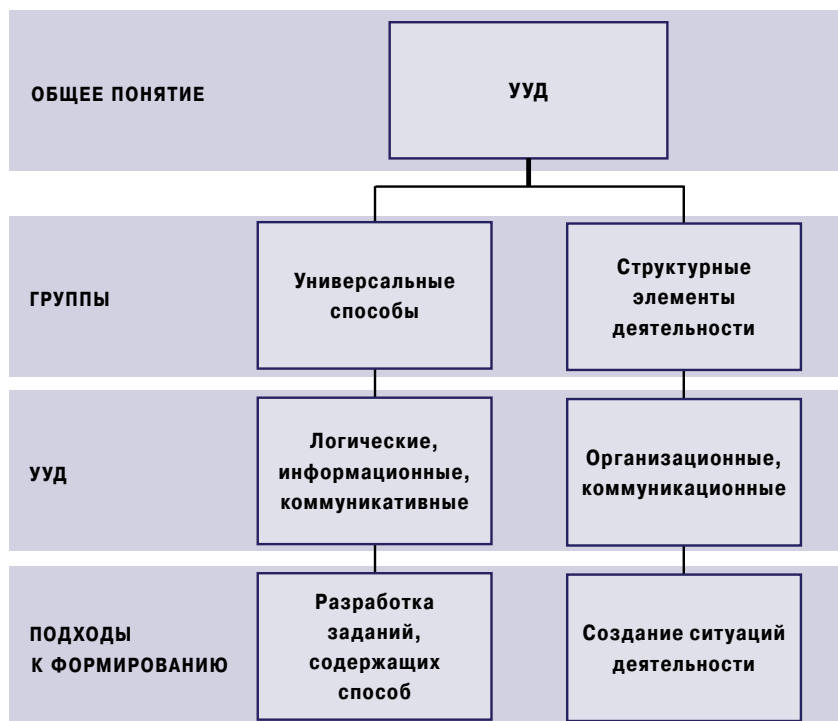 ОБЩЕЕ ПОНЯТИЕ
УУД
ГРУППЫ
Универсальные
способы
Структурные
элементы
деятельности
УУД
Логические,
информационные,
коммуникативные
Организационные,
коммуникационные
ПОДХОДЫ
К ФОРМИРОВАНИЮ
Разработка
заданий,
содержащих
способ
Создание ситуаций
деятельности